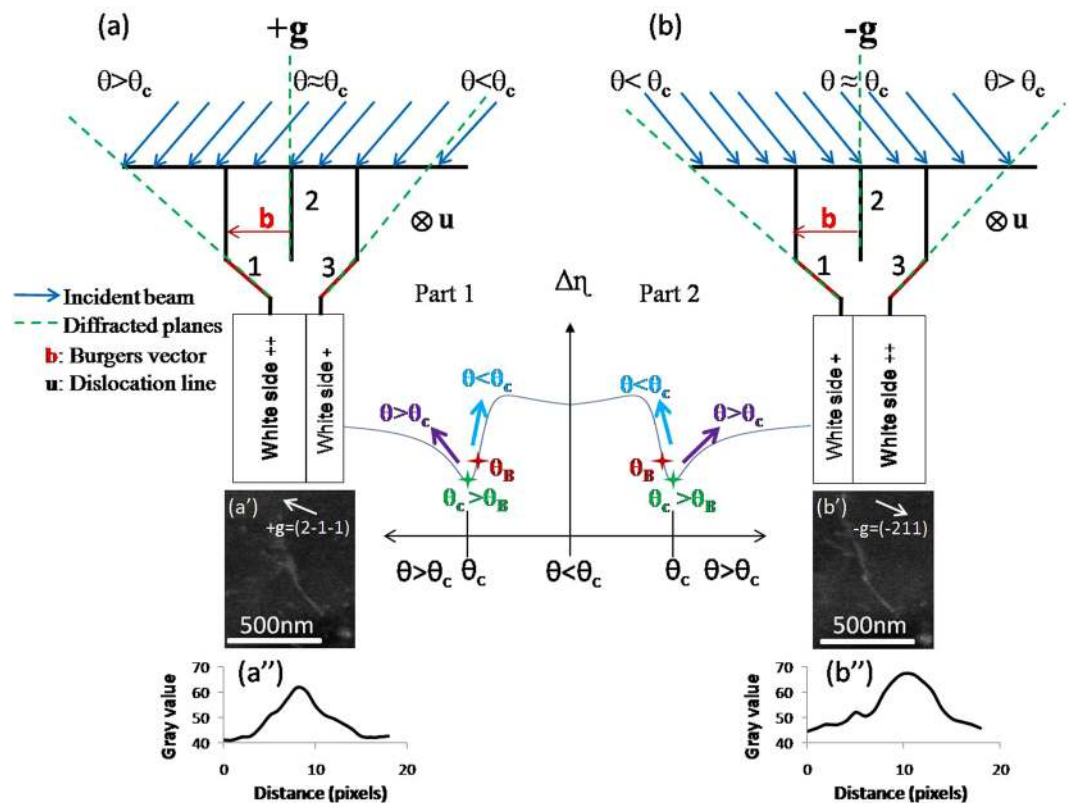 (a)
+g
θ>θc
θ≈θc
θ<θc
b
2
⊗ u
1
3
(b)
-g
θ< θc
θ ≈ θc
θ> θc
b
2
⊗ u
1
3
Incident beam
Diffracted planes
b: Burgers vector
u: Dislocation line
White side ++
White side +
White side +
White side ++
Part 1
Δη
Part 2
θ<θc
θ<θc
θ>θc
θ>θc
θB
θB
θc >θB
θc >θB
θ>θc θc θ<θc θc θ>θc
(a')
+g=(2-1-1)
500nm
(b')
-g=(-211)
500nm
(a'')
Gray value
70
60
50
40
0 10 20
Distance (pixels)
(b'')
Gray value
70
60
50
40
0 10 20
Distance (pixels)